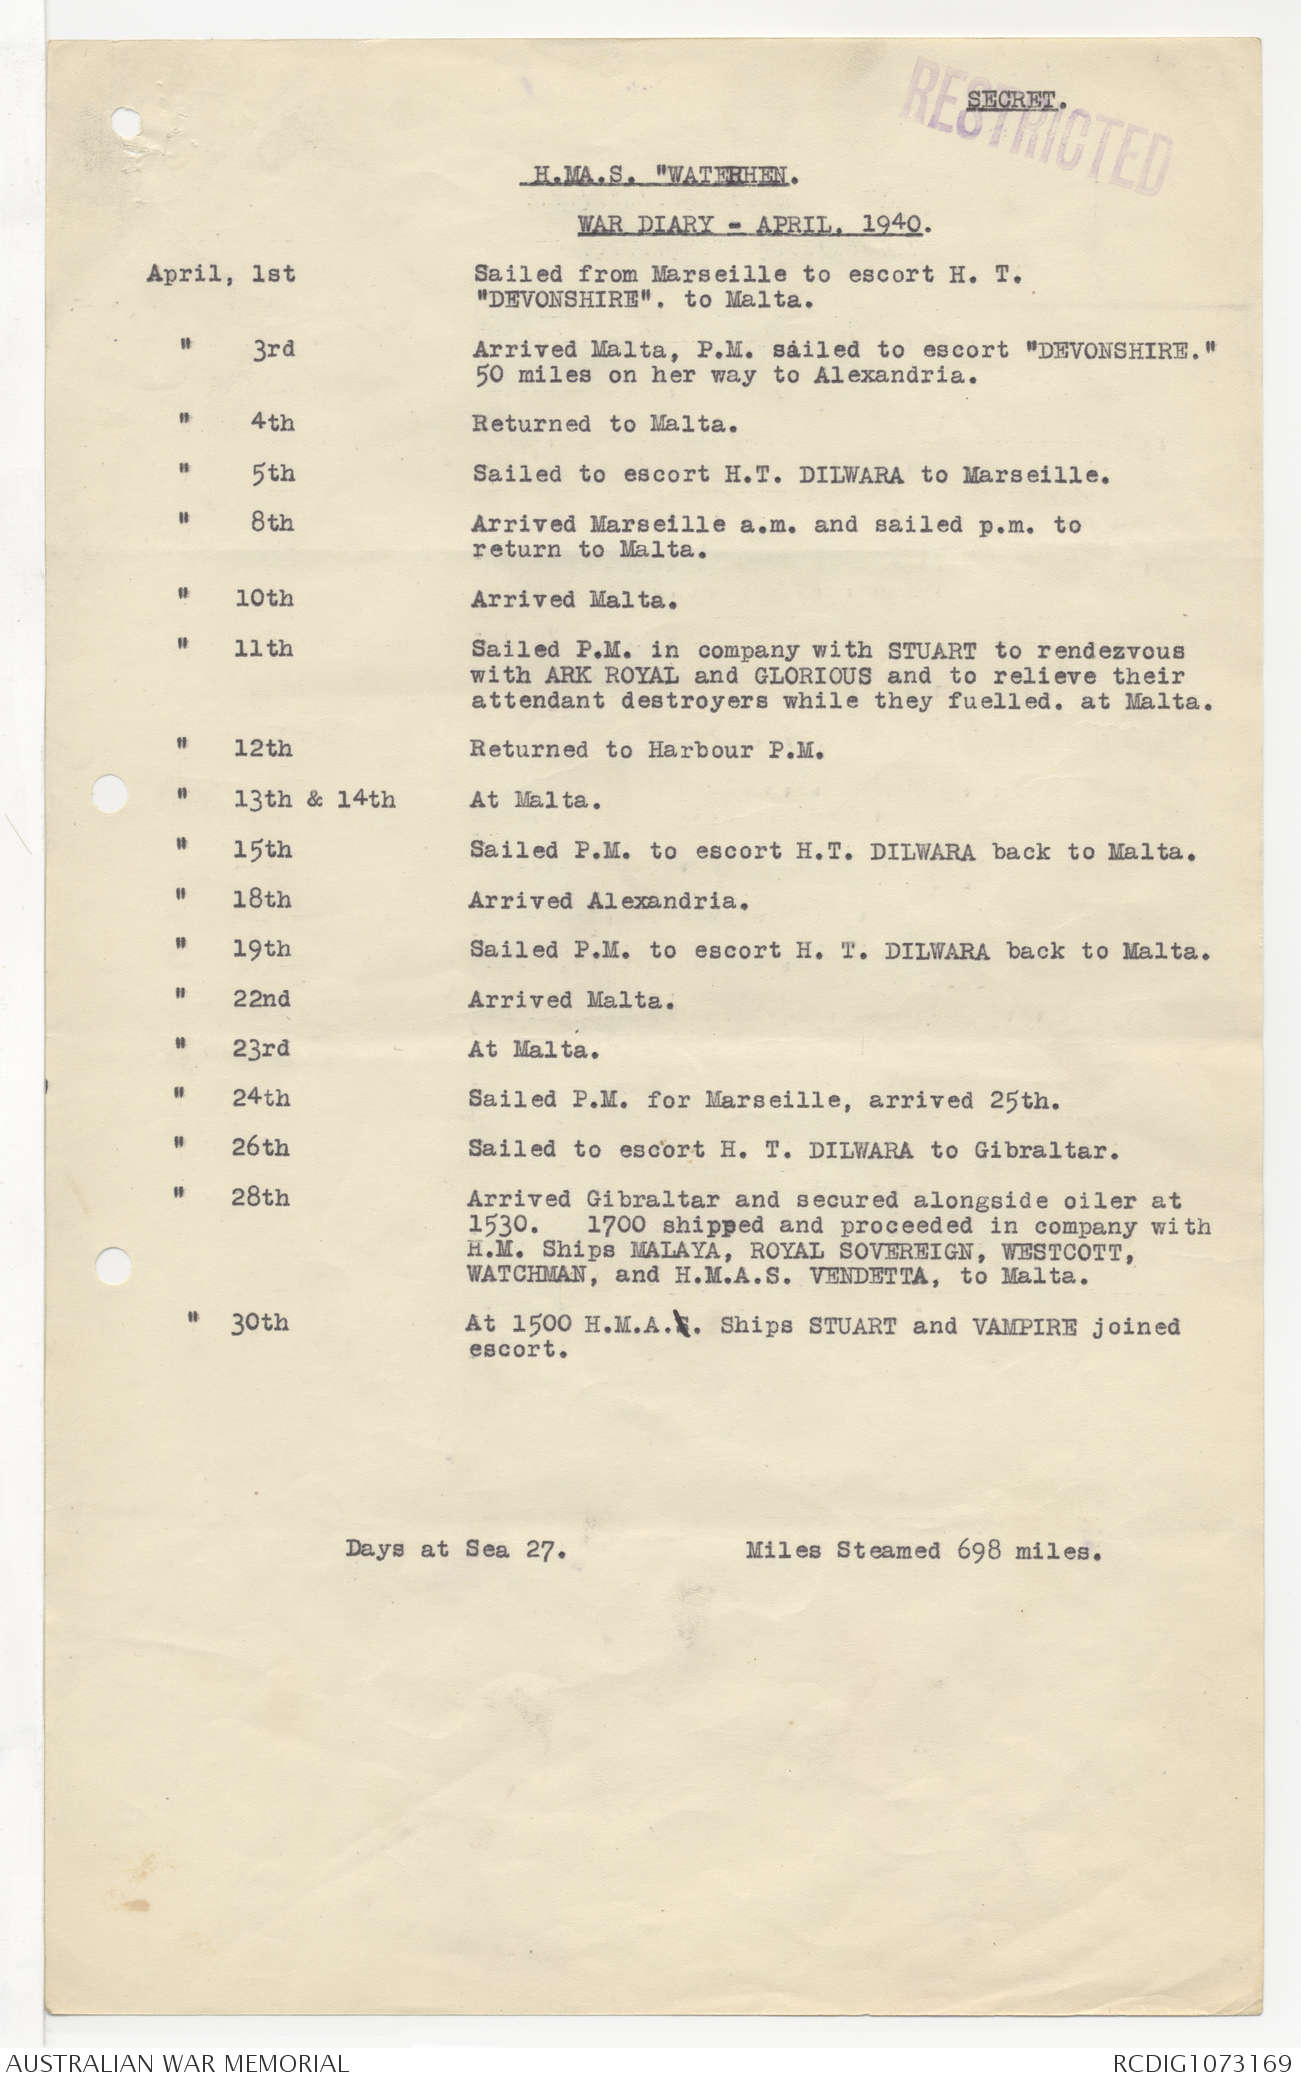 RESTRICTED
SECRET.
H.MA.S. "WATERHEN.
WAR DIARY - APRIL. 1940.
April, 1st Sailed from Marseille to escort H. T.
"DEVONSHIRE". to Malta.
" 3rd Arrived Malta, P.M. sailed to escort "DEVONSHIRE."
50 miles on her way to Alexandria.
" 4th Returned to Malta.
" 5th Sailed to escort H.T. DILWARA to Marseille.
" 8th Arrived Marseille a.m. and sailed p.m. to
return to Malta.
" 10th Arrived Malta.
" 11th Sailed P.M. in company with STUART to rendezvous
with ARK ROYAL and GLORIOUS and to relieve their
attendant destroyers while they fuelled. at Malta.
" 12th Returned to Harbour P.M.
" 13th & 14th At Malta.
" 15th Sailed P.M. to escort H.T. DILWARA back to Malta.
" 18th Arrived Alexandria.
" 19th Sailed P.M. to escort H. T. DILWARA back to Malta.
" 22nd Arrived Malta.
" 23rd At Malta.
" 24th Sailed P.M. for Marseille, arrived 25th.
" 26th Sailed to escort H. T. DILWARA to Gibraltar.
" 28th Arrived Gibraltar and secured alongside oiler at
1530. 1700 shipped and proceeded in company with
H.M. Ships MALAYA, ROYAL SOVEREIGN, WESTCOTT,
WATCHMAN, and H.M.A.S. VENDETTA, to Malta.
" 30th At 1500 H.M.A.S. Ships STUART and VAMPIRE joined
escort.
Days at Sea 27. Miles Steamed 698 miles.
AUSTRALIAN WAR MEMORIAL RCDIG1073169